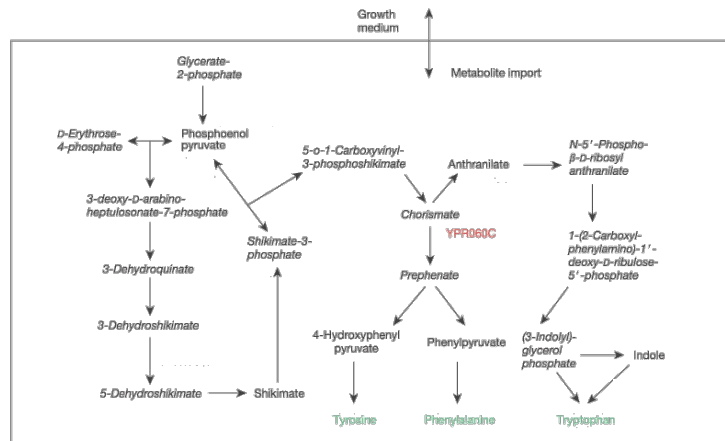 Growth
medium
Metabolite import
Glycerate-
2-phosphate
D-Erythrose-
4-phosphate
Phosphoenol
pyruvate
5-o-1-Carboxyvinyl-
3-phosphoshikimate
Anthranilate
N-5′-Phospho-
β-D-ribosyl
anthranilate
3-deoxy-D-arabino-
heptulosonate-7-phosphate
Chorismate
YPR060C
Shikimate-3-
phosphate
1-(2-Carboxyl-
phenylamino)-1′-
deoxy-D-ribulose-
5′-phosphate
3-Dehydroquinate
Prephenate
3-Dehydroshikimate
4-Hydroxyphenyl
pyruvate
Phenylpyruvate
(3-Indolyl)-
glycerol
phosphate
Indole
5-Dehydroshikimate
Shikimate
Tyrosine
Phenylalanine
Tryptophan